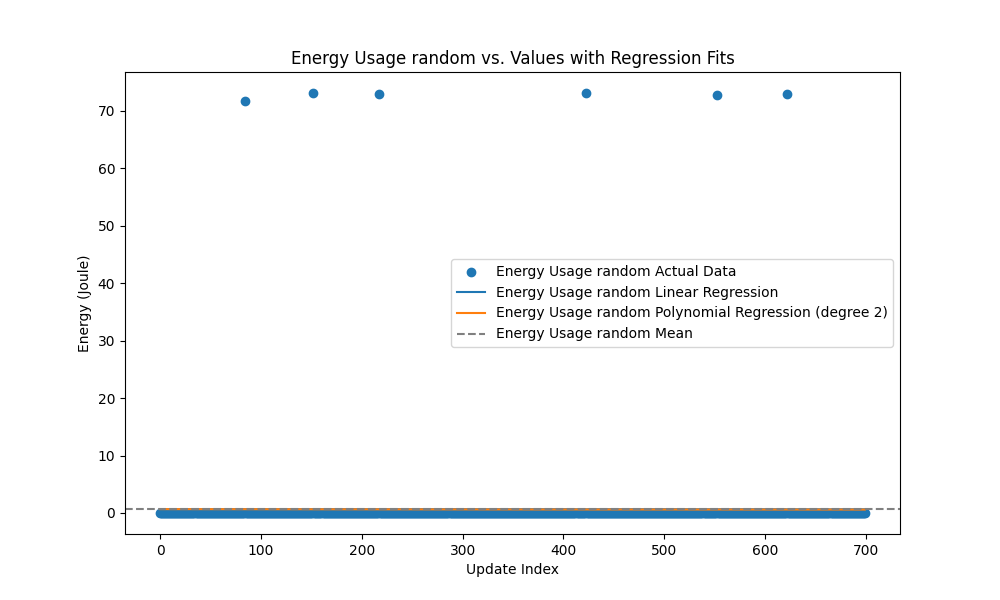 Energy Usage random vs. Values with Regression Fits
70
60
50
40
30
20
10
0
Energy (Joule)
Energy Usage random Actual Data
Energy Usage random Linear Regression
Energy Usage random Polynomial Regression (degree 2)
Energy Usage random Mean
0 100 200 300 400 500 600 700
Update Index